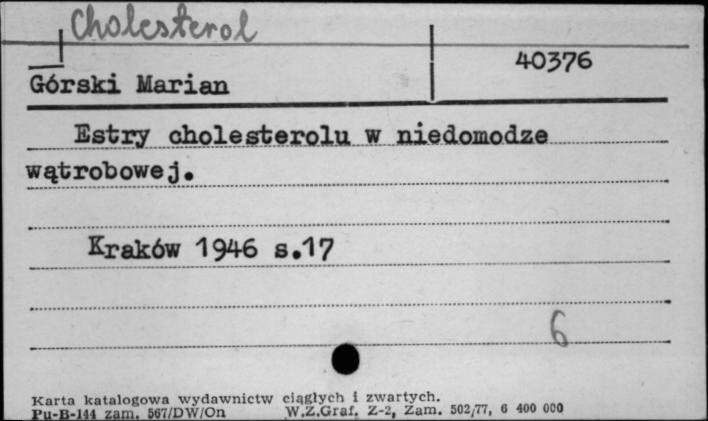 Cholesterol
40376
Górski Marian
Estry cholesterolu w niedomodze
wątrobowej.
Kraków 1946 s.17
6
Karta katalogowa wydawnictw ciągłych i zwartych.
Pu-B-144 zam. 567/DW/On W.Z.Graf. Z-2, Zam. 502/77, 6 400 000